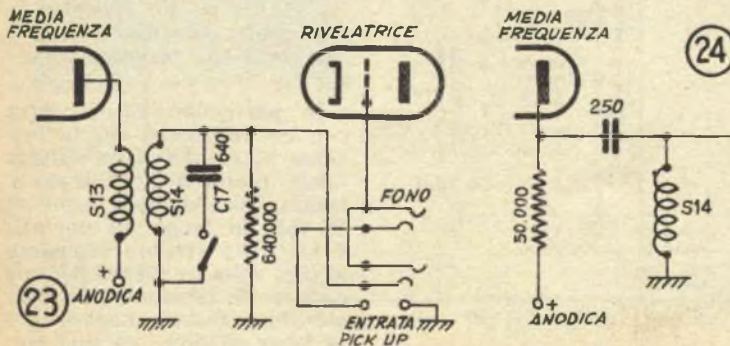 MEDIA
FREQUENZA
S13
S14
640
C17
640.000
+
ANODICA
23
RIVELATRICE
FONO
ENTRATA
PICK UP
MEDIA
FREQUENZA
24
250
50.000
S14
+
ANODICA